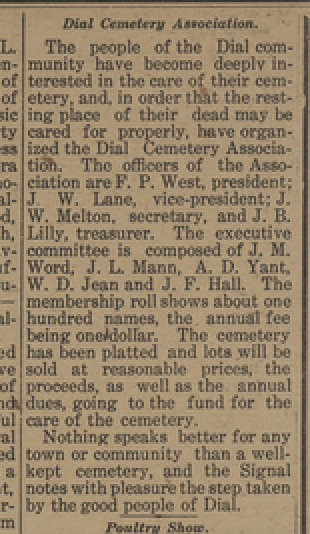 Dial Cemetery Association.
The people of the Dial com-
munity have become deeply in-
terested in the care of their cem-
etery, and, in order that the rest-
ing place of their dead may be
cared for properly, have organ-
ized the Dial Cemetery Associa-
tion. The officers of the Asso-
ciation are F. P. West, president;
J. W. Lane, vice-president; J.
W. Melton, secretary, and J. B.
Lilly, treasurer. The executive
committee is composed of J. M.
Word, J. L. Mann, A. D. Yant,
W. D. Jean and J. F. Hall. The
membership roll shows about one
hundred names, the annual fee
being one dollar. The cemetery
has been platted and lots will be
sold at reasonable prices, the
proceeds, as well as the annual
dues, going to the fund for the
care of the cemetery.
Nothing speaks better for any
town or community than a well-
kept cemetery, and the Signal
notes with pleasure the step taken
by the good people of Dial.
Poultry Show.